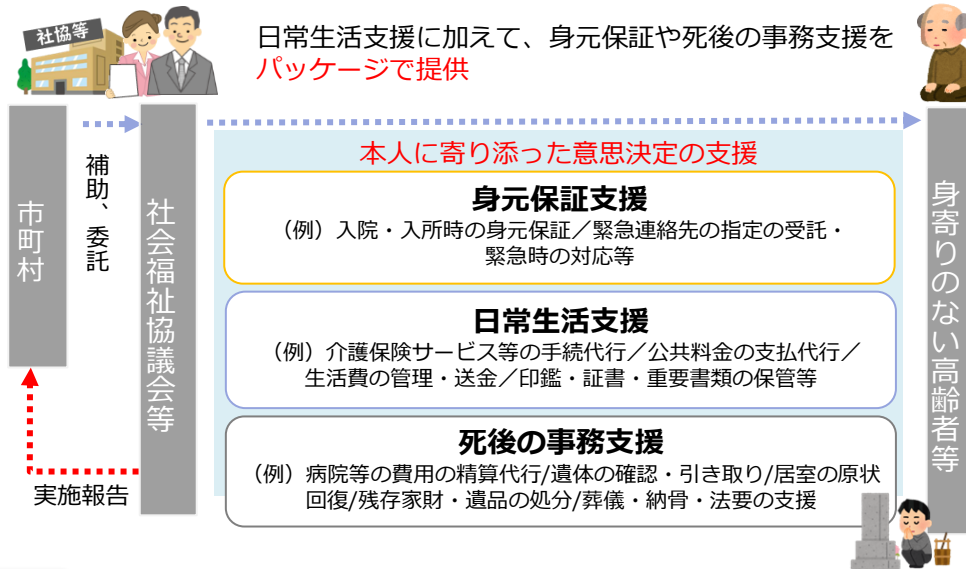 社協等
日常生活支援に加えて、身元保証や死後の事務支援を
パッケージで提供
市町村
補助、委託
社会福祉協議会等
実施報告
本人に寄り添った意思決定の支援
身元保証支援
（例）入院・入所時の身元保証／緊急連絡先の指定の受託・
緊急時の対応等
日常生活支援
（例）介護保険サービス等の手続代行／公共料金の支払代行／
生活費の管理・送金／印鑑・証書・重要書類の保管等
死後の事務支援
（例）病院等の費用の精算代行/遺体の確認・引き取り/居室の原状
回復/残存家財・遺品の処分/葬儀・納骨・法要の支援
身寄りのない高齢者等